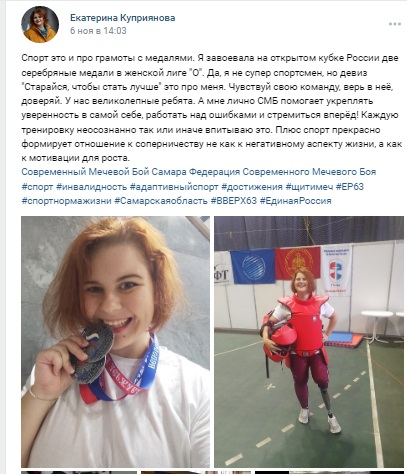 Екатерина Куприянова
6 ноя в 14:03
Спорт это и про грамоты с медалями. Я завоевала на открытом кубке России две
серебряные медали в женской лиге "О". Да, я не супер спортсмен, но девиз
"Старайся, чтобы стать лучше" это про меня. Чувствуй свою команду, верь в неё,
доверяй. У нас великолепные ребята. А мне лично СМБ помогает укреплять
уверенность в самой себе, работать над ошибками и стремиться вперёд! Каждую
тренировку неосознанно так или иначе впитываю это. Плюс спорт прекрасно
формирует отношение к соперничеству не как к негативному аспекту жизни, а как
к мотивации для роста.
Современный Мечевой Бой Самара Федерация Современного Мечевого Боя
#спорт #инвалидность #адаптивныйспорт #достижения #щитимеч #ЕР63
#спортнормажизни #Самарскаяобласть #ВВЕРХ63 #ЕдинаяРоссия